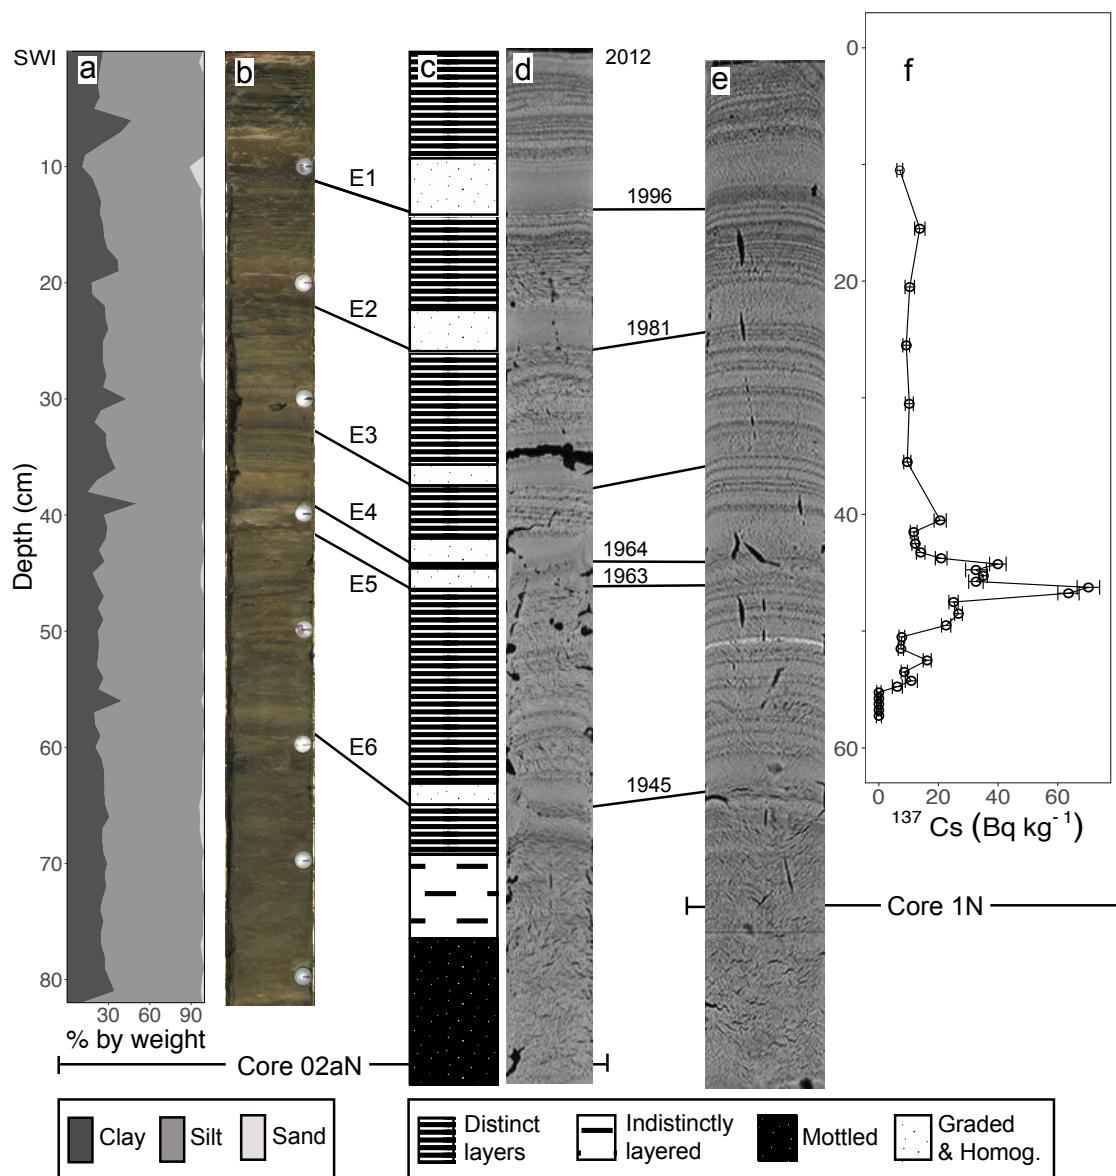 SWI
a
b
c
d
e
f
2012
0
10
20
30
40
50
60
70
80
Depth (cm)
E1
E2
E3
E4
E5
E6
1996
1981
1964
1963
1945
20
40
60
0 20 40 60
137 Cs (Bq kg-1)
30 60 90
% by weight
Core 02aN
Core 1N
Clay
Silt
Sand
Distinct layers
Indistinctly layered
Mottled
Graded & Homog.